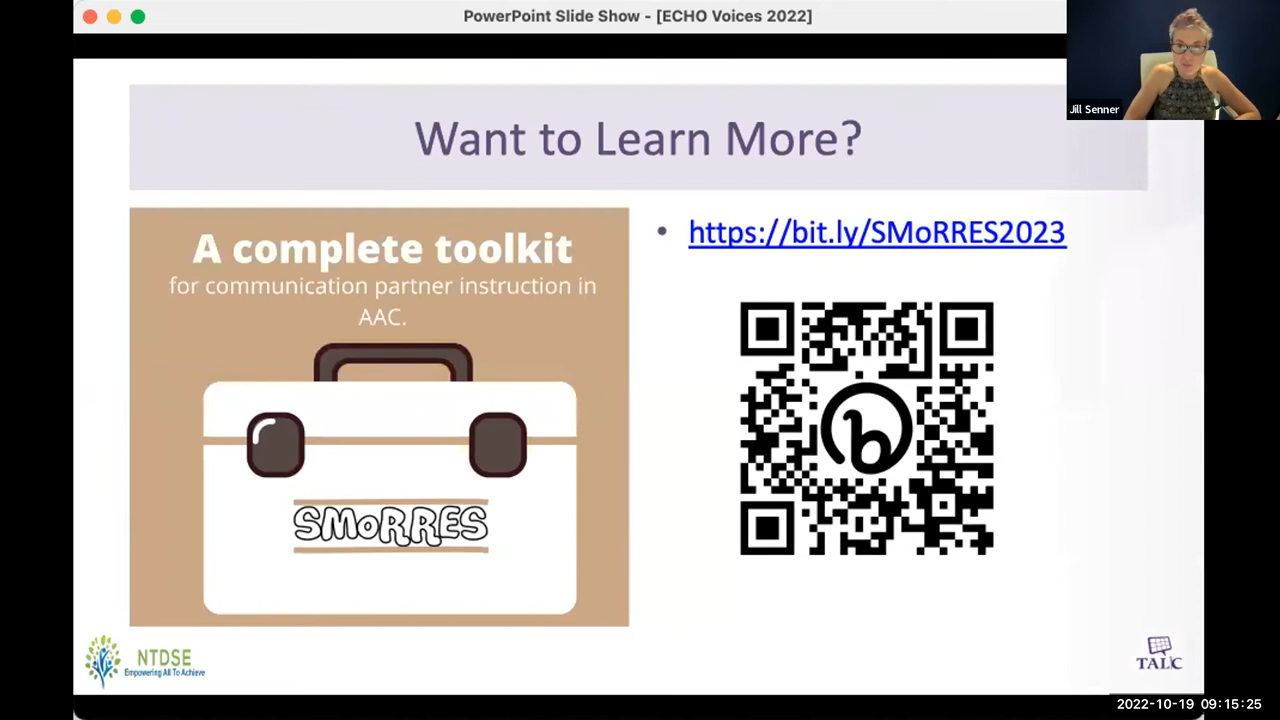 PowerPoint Slide Show - [ECHO Voices 2022]
Jill Senner
Want to Learn More?
A complete toolkit
for communication partner instruction in
AAC.
SMoRRES
• https://bit.ly/SMoRRES2023
b
NTDSE
Empowering All To Achieve
TALC
2022-10-19 09:15:25